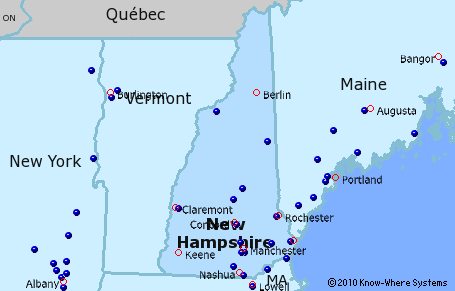 Québec
ON
Bangor
Maine
Burlington
Berlin
Vermont
Augusta
New York
Portland
Claremont
Rochester
Concord
New
Hampshire
Keene
Manchester
Nashua
Albany
MA
Lowell
©2010 Know-Where Systems